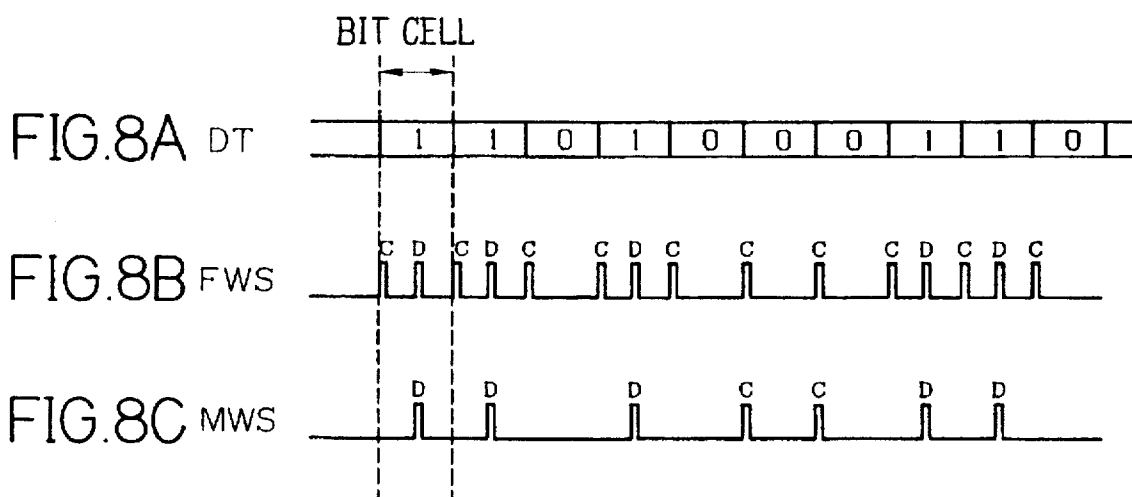 BIT CELL
FIG.8A DT 1 1 0 1 0 0 0 1 1 0
C D C D C C D C C C C D C D C
FIG.8B FWS
D D D C C D D
FIG.8C MWS